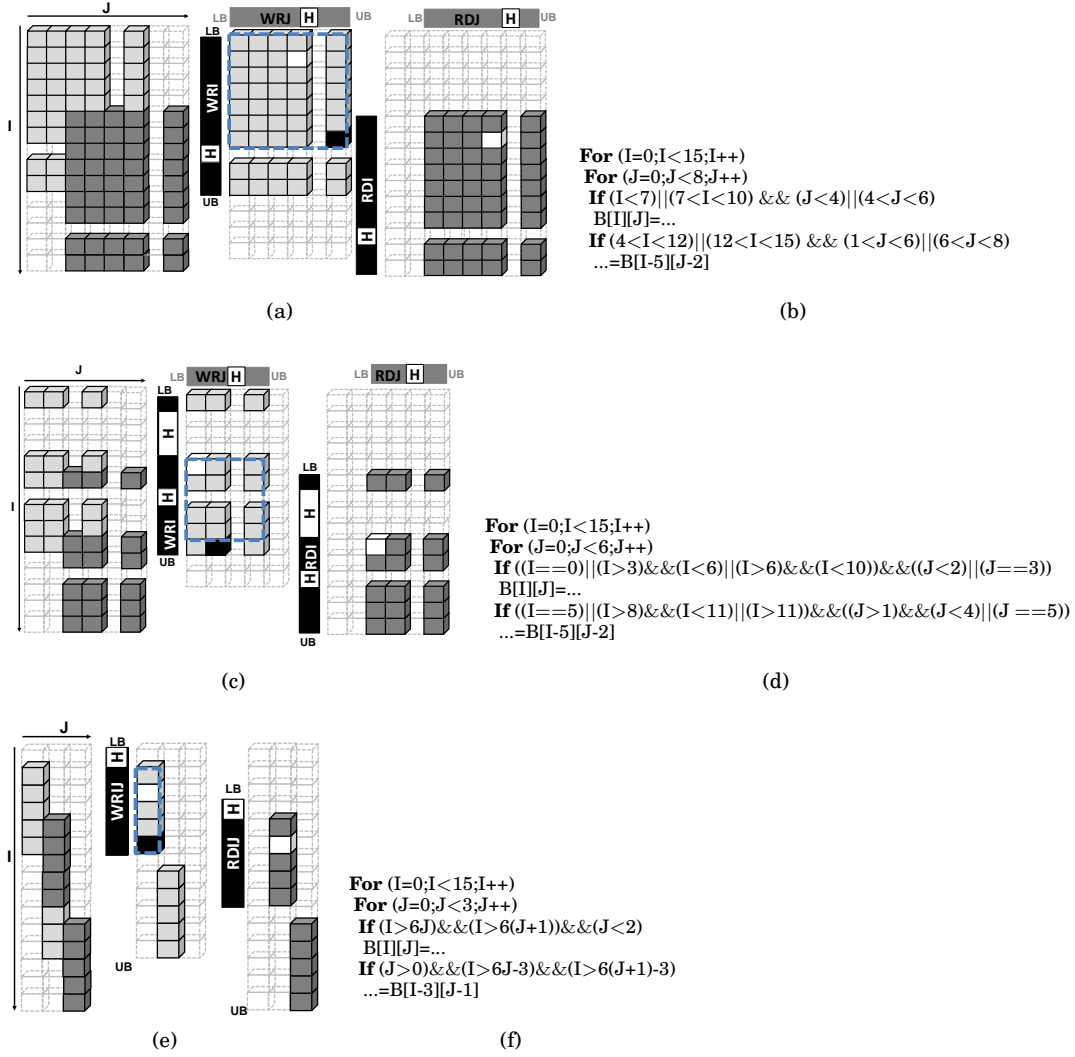 J
LB WRJ H UB
LB RDJ H UB
LB
I
WRI
H
UB
RDI
H
For (I=0;I<15;I++)
For (J=0;J<8;J++)
If (I<7)||(7<I<10) && (J<4)||(4<J<6)
B[I][J]=...
If (4<I<12)||(12<I<15) && (1<J<6)||(6<J<8)
...=B[I-5][J-2]
(a)
(b)
J
LB WRJ H UB
LB RDJ H UB
LB
H
I
H
WRI
UB
LB
H
RDI
H
UB
For (I=0;I<15;I++)
For (J=0;J<6;J++)
If ((I==0)||(I>3)&&(I<6)||(I>6)&&(I<10))&&((J<2)||(J==3))
B[I][J]=...
If ((I==5)||(I>8)&&(I<11)||(I>11))&&((J>1)&&(J<4)||(J ==5))
...=B[I-5][J-2]
(c)
(d)
J
LB
H
WRIJ
I
UB
LB
H
RDIJ
UB
For (I=0;I<15;I++)
For (J=0;J<3;J++)
If (I>6J)&&(I>6(J+1))&&(J<2)
B[I][J]=...
If (J>0)&&(I>6J-3)&&(I>6(J+1)-3)
...=B[I-3][J-1]
(e)
(f)